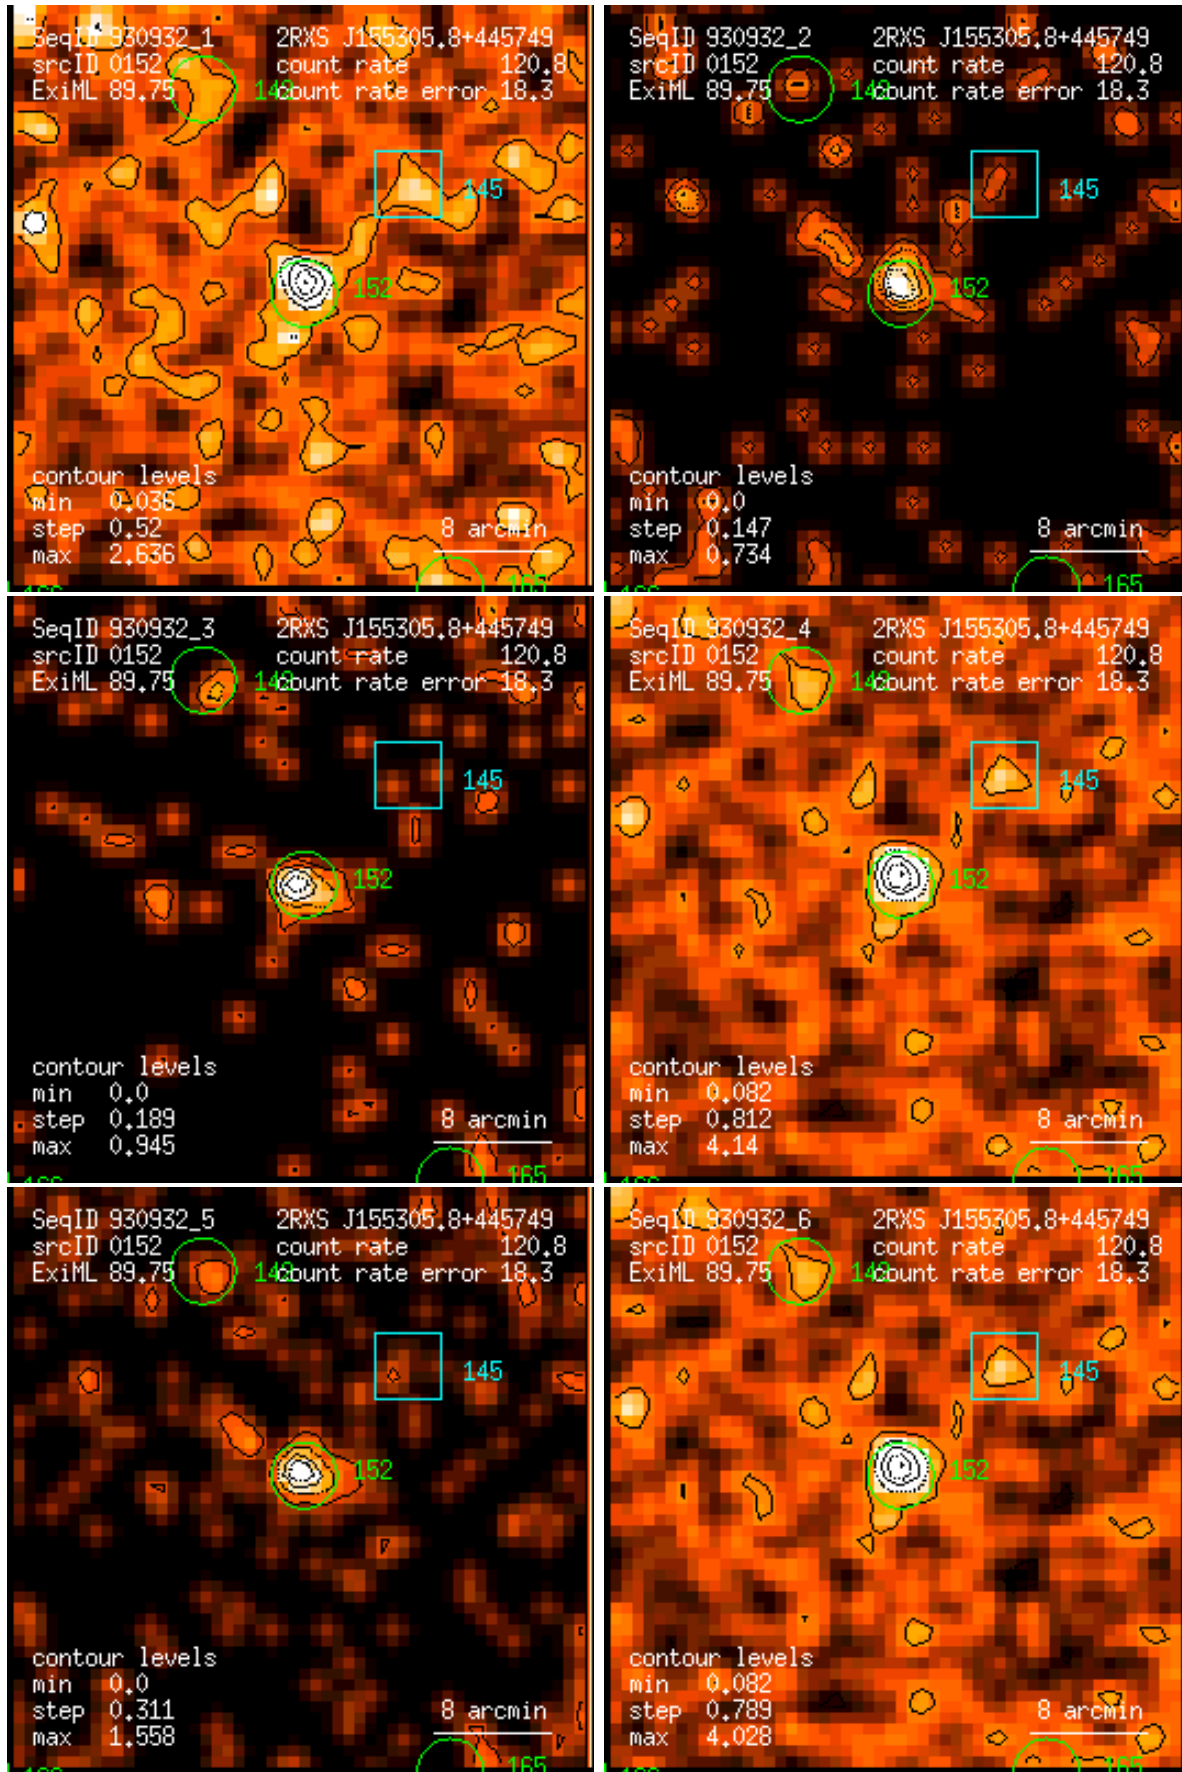 SeqID 930932_1 2RXS J155305.8+445749
srcID 0152 count rate 120.8
ExiML 89.75 count rate error 18.3
145
152
contour levels
min 0.036
step 0.52 8 arcmin
max 2.636
165
SeqID 930932_2 2RXS J155305.8+445749
srcID 0152 count rate 120.8
ExiML 89.75 count rate error 18.3
145
152
contour levels
min 0.0
step 0.147 8 arcmin
max 0.734
165
SeqID 930932_3 2RXS J155305.8+445749
srcID 0152 count rate 120.8
ExiML 89.75 count rate error 18.3
145
152
contour levels
min 0.0
step 0.189 8 arcmin
max 0.945
165
SeqID 930932_4 2RXS J155305.8+445749
srcID 0152 count rate 120.8
ExiML 89.75 count rate error 18.3
145
152
contour levels
min 0.082
step 0.812 8 arcmin
max 4.14
165
SeqID 930932_5 2RXS J155305.8+445749
srcID 0152 count rate 120.8
ExiML 89.75 count rate error 18.3
145
152
contour levels
min 0.0
step 0.311 8 arcmin
max 1.558
165
SeqID 930932_6 2RXS J155305.8+445749
srcID 0152 count rate 120.8
ExiML 89.75 count rate error 18.3
145
152
contour levels
min 0.082
step 0.789 8 arcmin
max 4.028
165